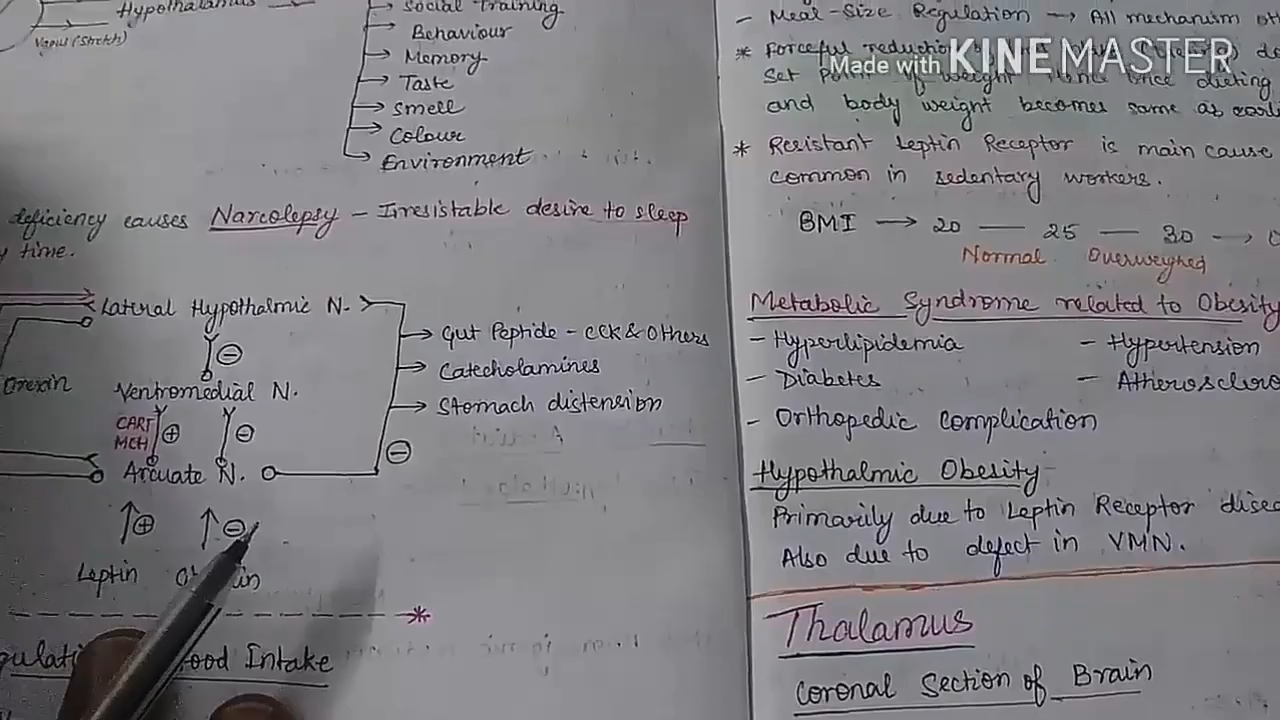 Hypothalamus
Vagus (Stretch)
Social Training
Behaviour
Memory
Taste
Smell
Colour
Environment
deficiency causes Narcolepsy - Irresistable desire to sleep
time.
Lateral Hypothalmic N.
⊖
Orexin
Ventromedial N.
CART
MCH ⊕ ⊖
Arcuate N.
⊕ ⊖
Leptin
Gut Peptide - CCK & Others
Catecholamines
Stomach distension
⊖
Food Intake
- Meal-Size Regulation → All mechanism
Made with KINEMASTER
* Forceful reduction
Set Point of weight dieting
and body weight becomes same as
* Resistant Leptin Receptor is main cause
common in sedentary workers.
BMI → 20 — 25 — 30 →
Normal Overweighed
Metabolic Syndrome related to Obesity
- Hyperlipidemia - Hypertension
- Diabetes - Atherosclero
- Orthopedic Complication
Hypothalmic Obesity
Primarily due to Leptin Receptor
Also due to defect in VMN.
Thalamus
Coronal Section of Brain